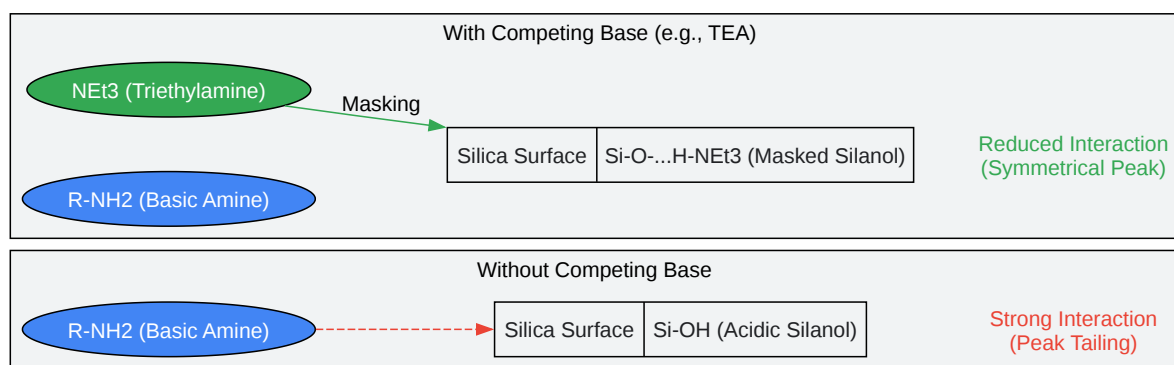 With Competing Base (e.g., TEA)
NEt3 (Triethylamine)
Masking
Silica Surface
Si-O-...H-NEt3 (Masked Silanol)
Reduced Interaction
(Symmetrical Peak)
R-NH2 (Basic Amine)
Without Competing Base
R-NH2 (Basic Amine)
Silica Surface
Si-OH (Acidic Silanol)
Strong Interaction
(Peak Tailing)